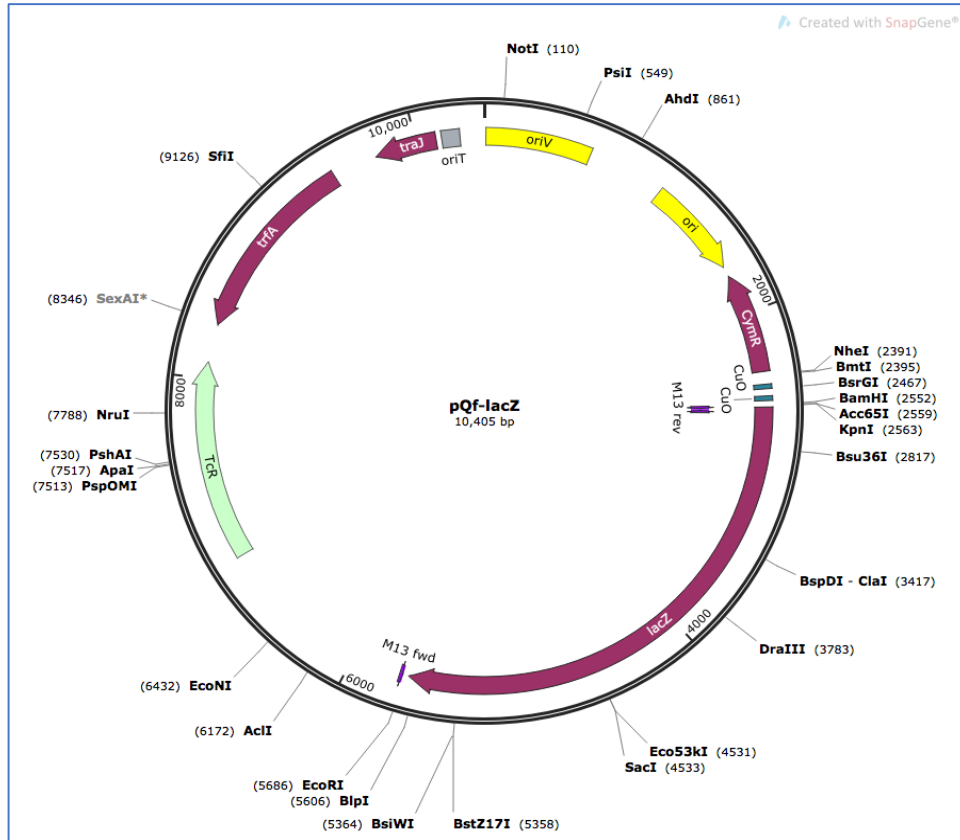 Created with SnapGene®
NotI (110)
PsiI (549)
AhdI (861)
10,000
traJ
oriT
oriV
(9126) SfiI
trfA
ori
2000
(8346) SexAI*
CymR
NheI (2391)
BmtI (2395)
CuO
BsrGI (2467)
8000
pQf-lacZ
10,405 bp
M13 rev
CuO
BamHI (2552)
Acc65I (2559)
KpnI (2563)
(7788) NruI
Bsu36I (2817)
(7530) PshAI
(7517) ApaI
(7513) PspOMI
TcR
BspDI - ClaI (3417)
lacZ
4000
DraIII (3783)
M13 fwd
6000
(6432) EcoNI
(6172) AclI
Eco53kI (4531)
SacI (4533)
(5686) EcoRI
(5606) BlpI
(5364) BsiWI
BstZ17I (5358)